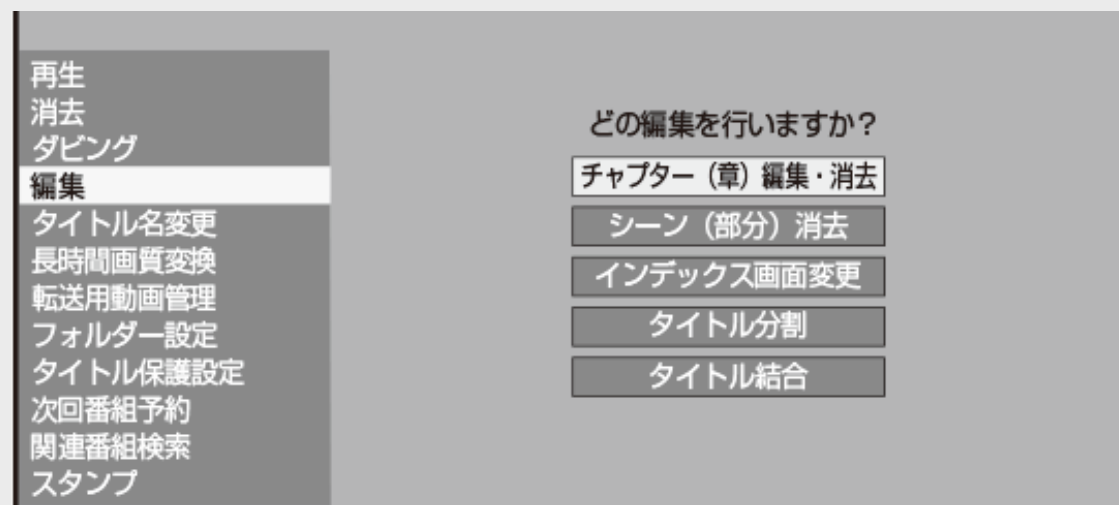 再生
消去
ダビング
編集
タイトル名変更
長時間画質変換
転送用動画管理
フォルダー設定
タイトル保護設定
次回番組予約
関連番組検索
スタンプ
どの編集を行いますか？
チャプター（章）編集・消去
シーン（部分）消去
インデックス画面変更
タイトル分割
タイトル結合